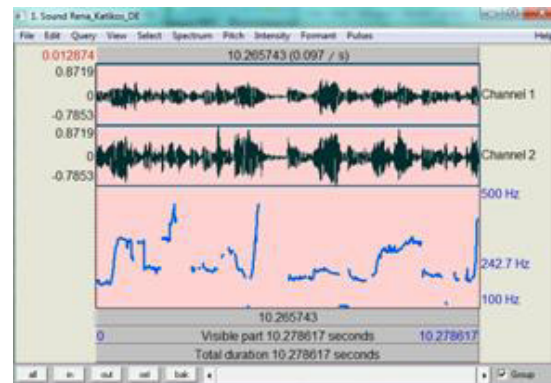 1. Sound Rena_Katikos_DE
File Edit Query View Select Spectrum Pitch Intensity Formant Pulses Help
0.012874 10.265743 (0.097 / s)
0.8719
0
-0.7853
Channel 1
0.8719
0
-0.7853
Channel 2
500 Hz
242.7 Hz
100 Hz
10.265743
0 Visible part 10.278617 seconds 10.278617
Total duration 10.278617 seconds
all in out sel bak Group